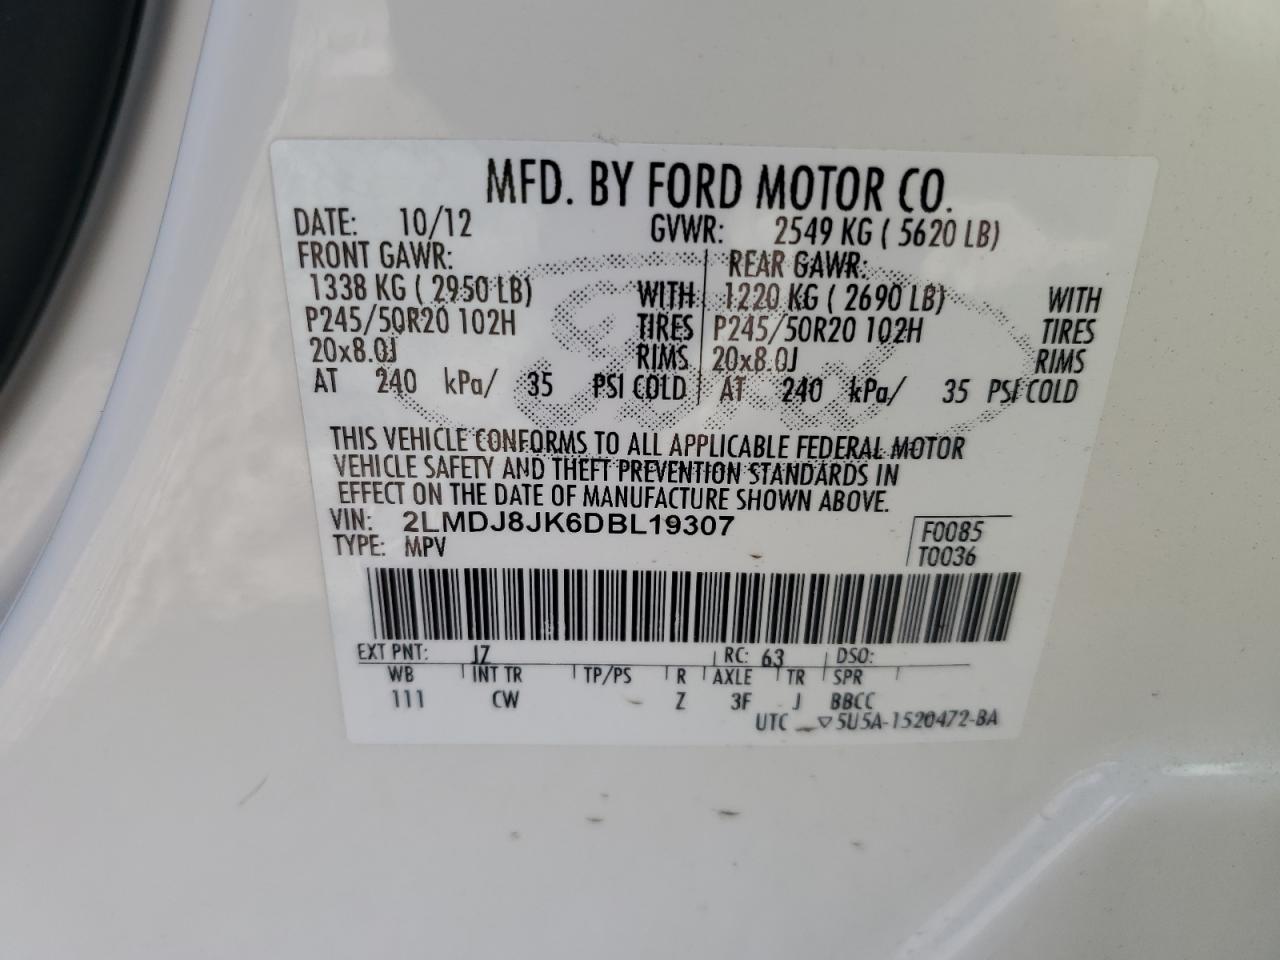 MFD. BY FORD MOTOR CO.
DATE: 10/12 GVWR: 2549 KG ( 5620 LB)
FRONT GAWR: REAR GAWR:
1338 KG ( 2950 LB) WITH 1220 KG ( 2690 LB) WITH
P245/50R20 102H TIRES P245/50R20 102H TIRES
20x8.0J RIMS 20x8.0J RIMS
AT 240 kPa/ 35 PSI COLD AT 240 kPa/ 35 PSI COLD
THIS VEHICLE CONFORMS TO ALL APPLICABLE FEDERAL MOTOR
VEHICLE SAFETY AND THEFT PREVENTION STANDARDS IN
EFFECT ON THE DATE OF MANUFACTURE SHOWN ABOVE.
VIN: 2LMDJ8JK6DBL19307 F0085
TYPE: MPV T0036
EXT PNT: JZ RC: 63 DSO:
WB INT TR TP/PS R AXLE TR SPR
111 CW Z 3F J BBCC
UTC ▽5U5A-1520472-BA